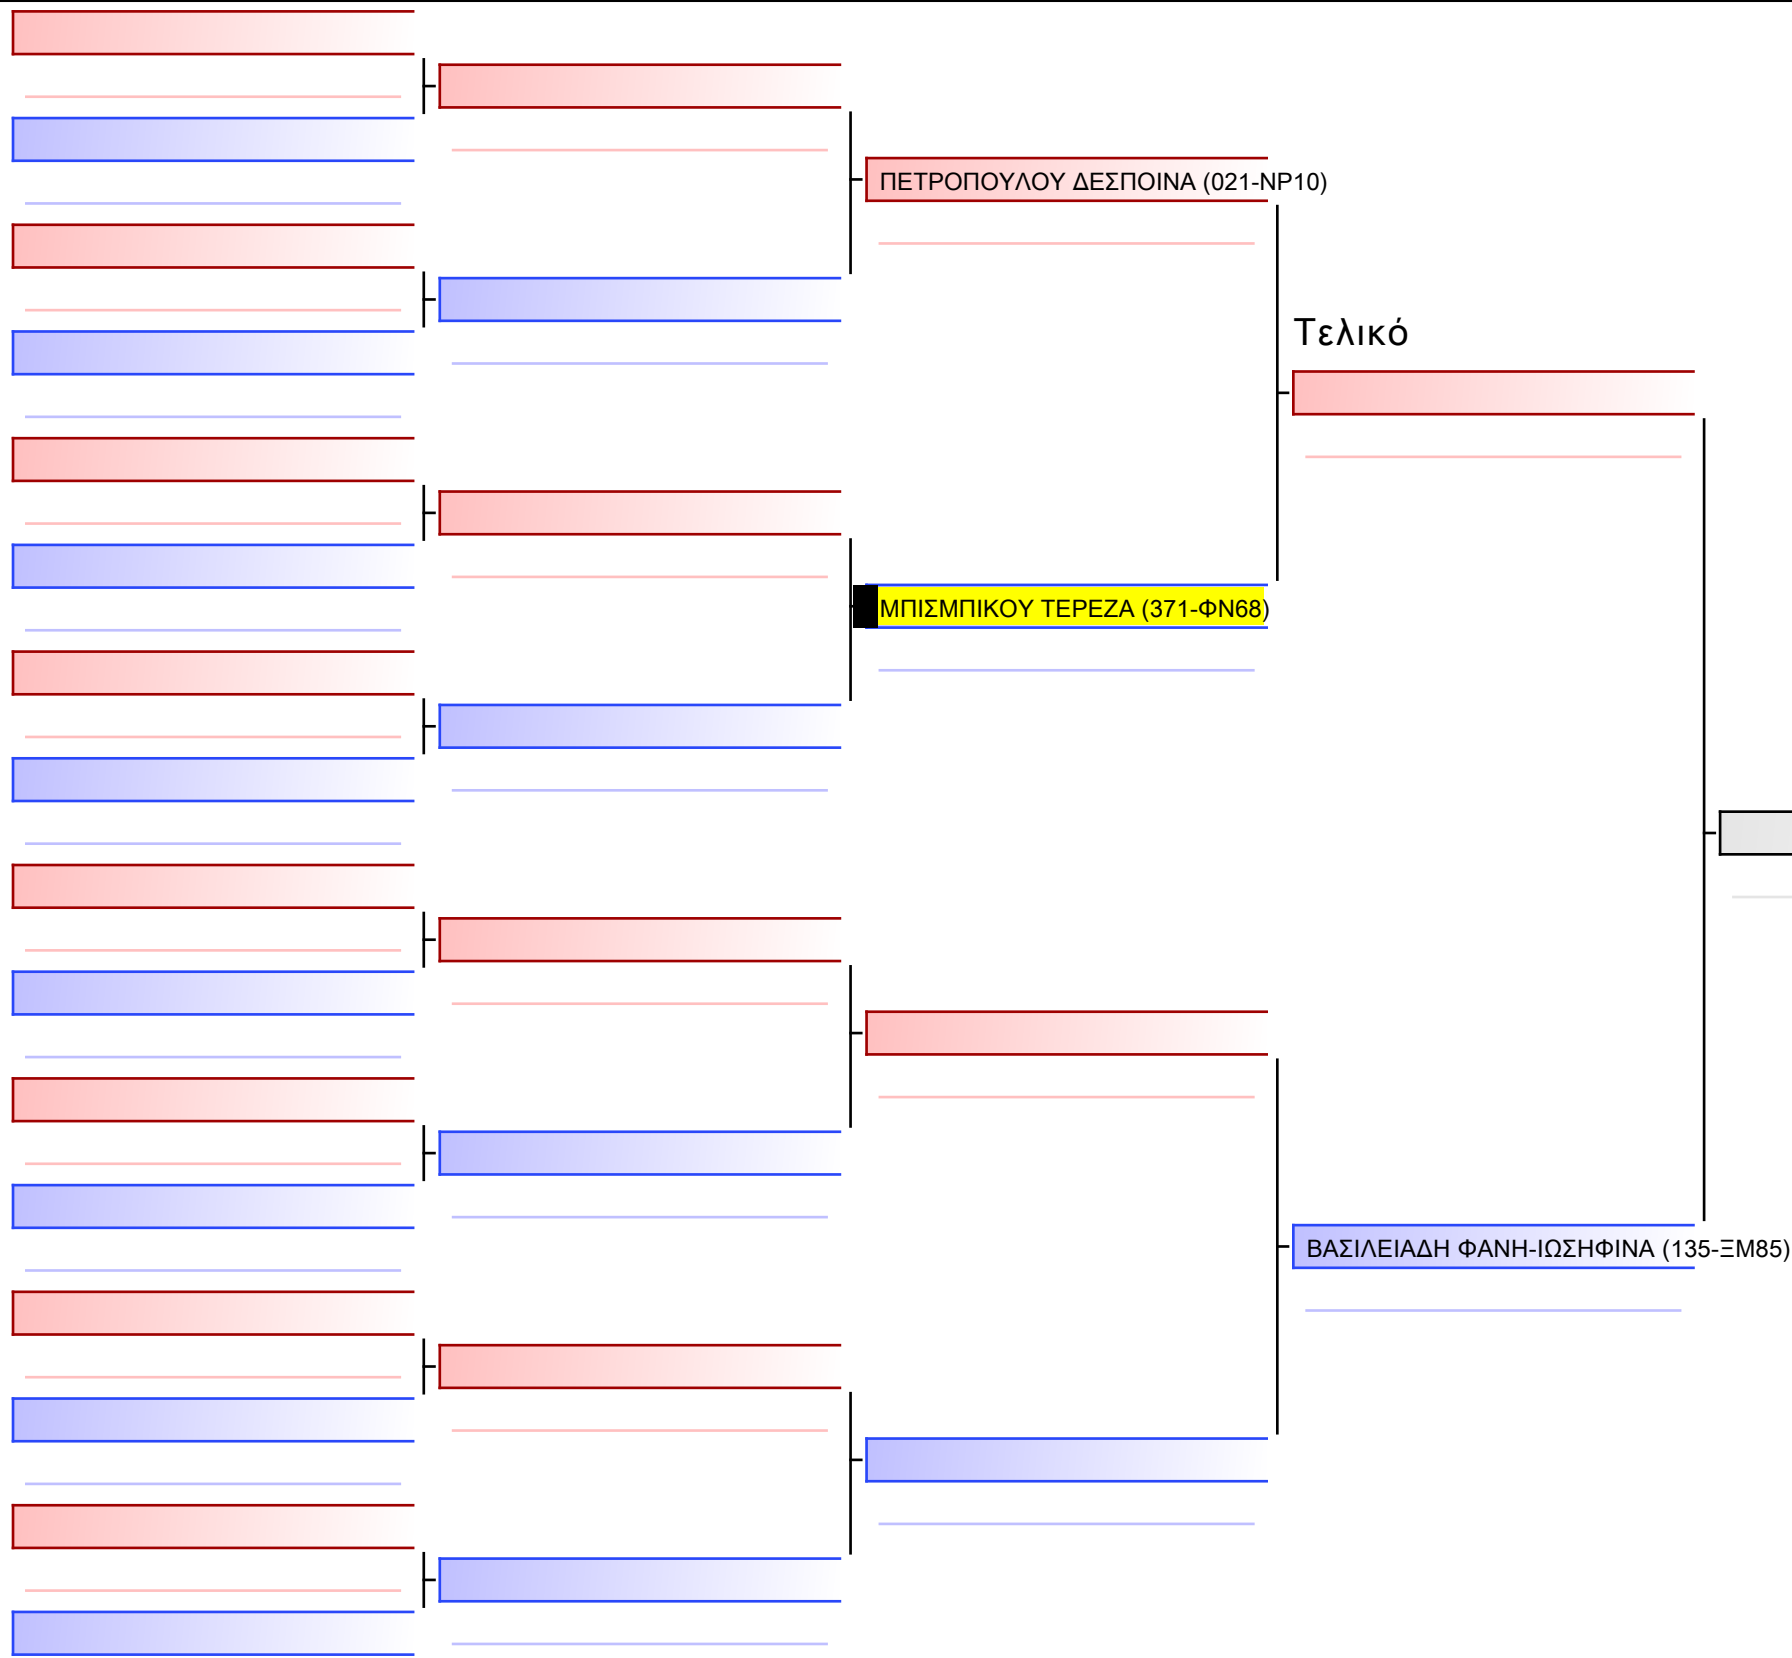 ΠΕΤΡΟΠΟΥΛΟΥ ΔΕΣΠΟΙΝΑ (021-ΝΡ10)
Τελικό
ΜΠΙΣΜΠΙΚΟΥ ΤΕΡΕΖΑ (371-ΦΝ68)
ΒΑΣΙΛΕΙΑΔΗ ΦΑΝΗ-ΙΩΣΗΦΙΝΑ (135-ΞΜ85)